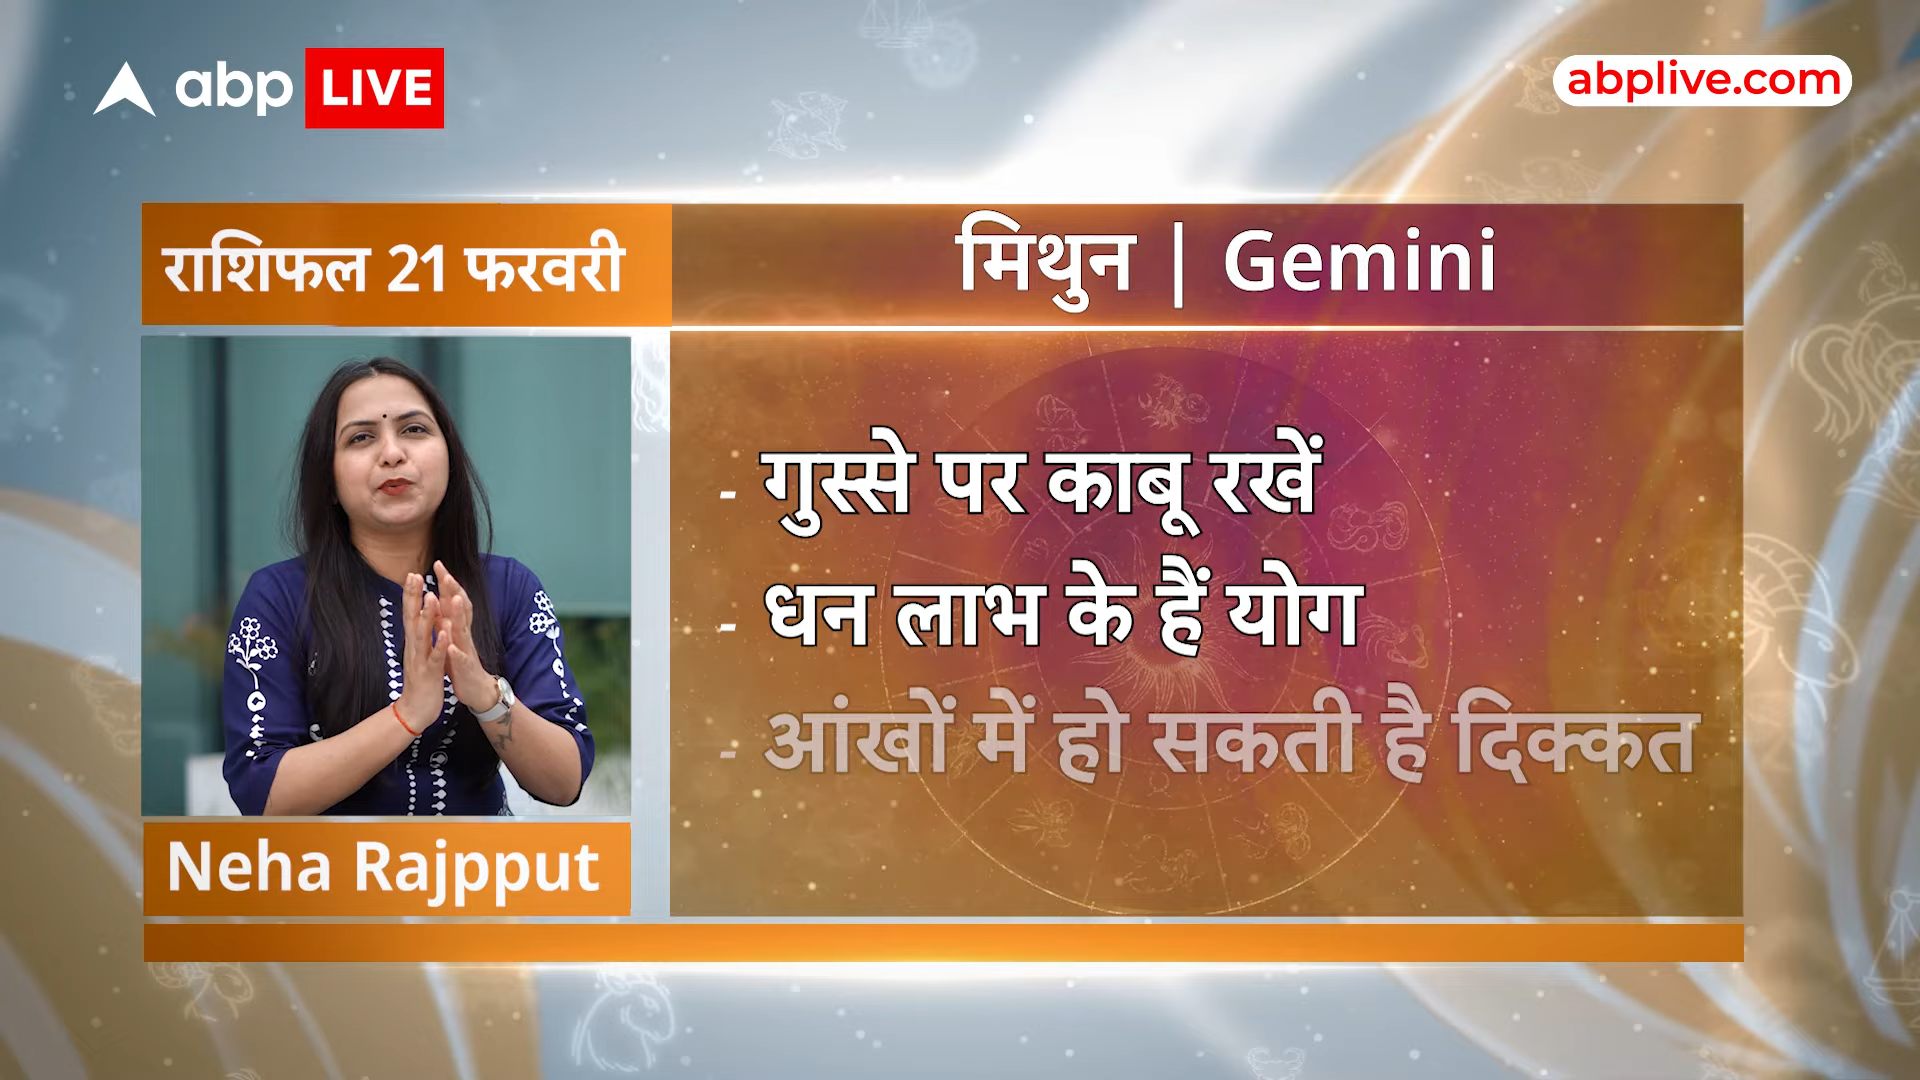 abp LIVE
abplive.com
राशिफल 21 फरवरी
मिथुन | Gemini
- गुस्से पर काबू रखें
- धन लाभ के हैं योग
- आंखों में हो सकती है दिक्कत
Neha Rajpput